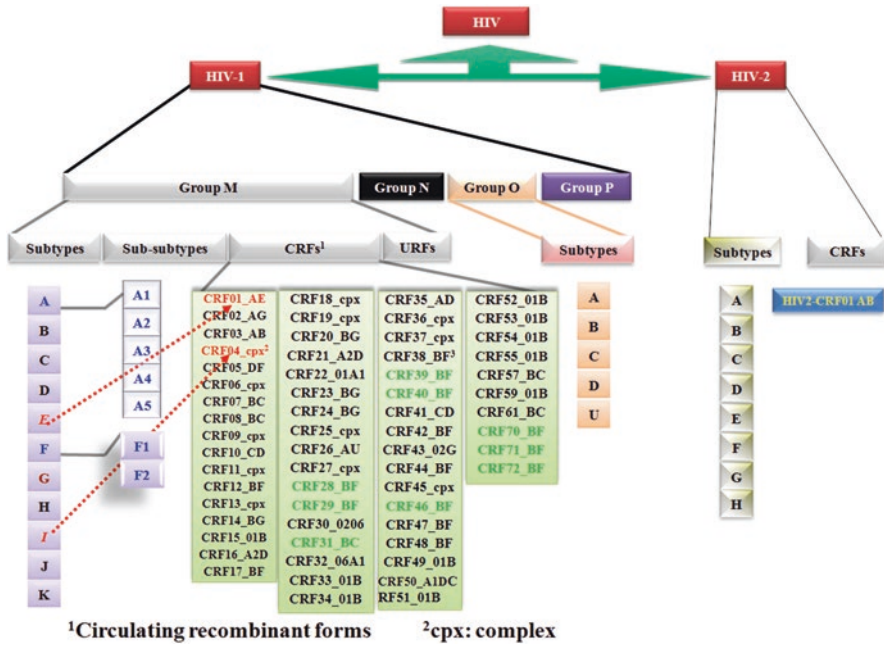 HIV
HIV-1
HIV-2
Group M
Group N
Group O
Group P
Subtypes
Sub-subtypes
CRFs¹
URFs
Subtypes
Subtypes
CRFs
A
B
C
D
E
F
G
H
I
J
K
A1
A2
A3
A4
A5
F1
F2
CRF01_AE
CRF02_AG
CRF03_AB
CRF04_cpx²
CRF05_DF
CRF06_cpx
CRF07_BC
CRF08_BC
CRF09_cpx
CRF10_CD
CRF11_cpx
CRF12_BF
CRF13_cpx
CRF14_BG
CRF15_01B
CRF16_A2D
CRF17_BF
CRF18_cpx
CRF19_cpx
CRF20_BG
CRF21_A2D
CRF22_01A1
CRF23_BG
CRF24_BG
CRF25_cpx
CRF26_AU
CRF27_cpx
CRF28_BF
CRF29_BF
CRF30_0206
CRF31_BC
CRF32_06A1
CRF33_01B
CRF34_01B
CRF35_AD
CRF36_cpx
CRF37_cpx
CRF38_BF³
CRF39_BF
CRF40_BF
CRF41_CD
CRF42_BF
CRF43_02G
CRF44_BF
CRF45_cpx
CRF46_BF
CRF47_BF
CRF48_BF
CRF49_01B
CRF50_A1DC
RF51_01B
CRF52_01B
CRF53_01B
CRF54_01B
CRF55_01B
CRF57_BC
CRF59_01B
CRF61_BC
CRF70_BF
CRF71_BF
CRF72_BF
A
B
C
D
U
A
B
C
D
E
F
G
H
HIV2-CRF01 AB
¹Circulating recombinant forms
²cpx: complex